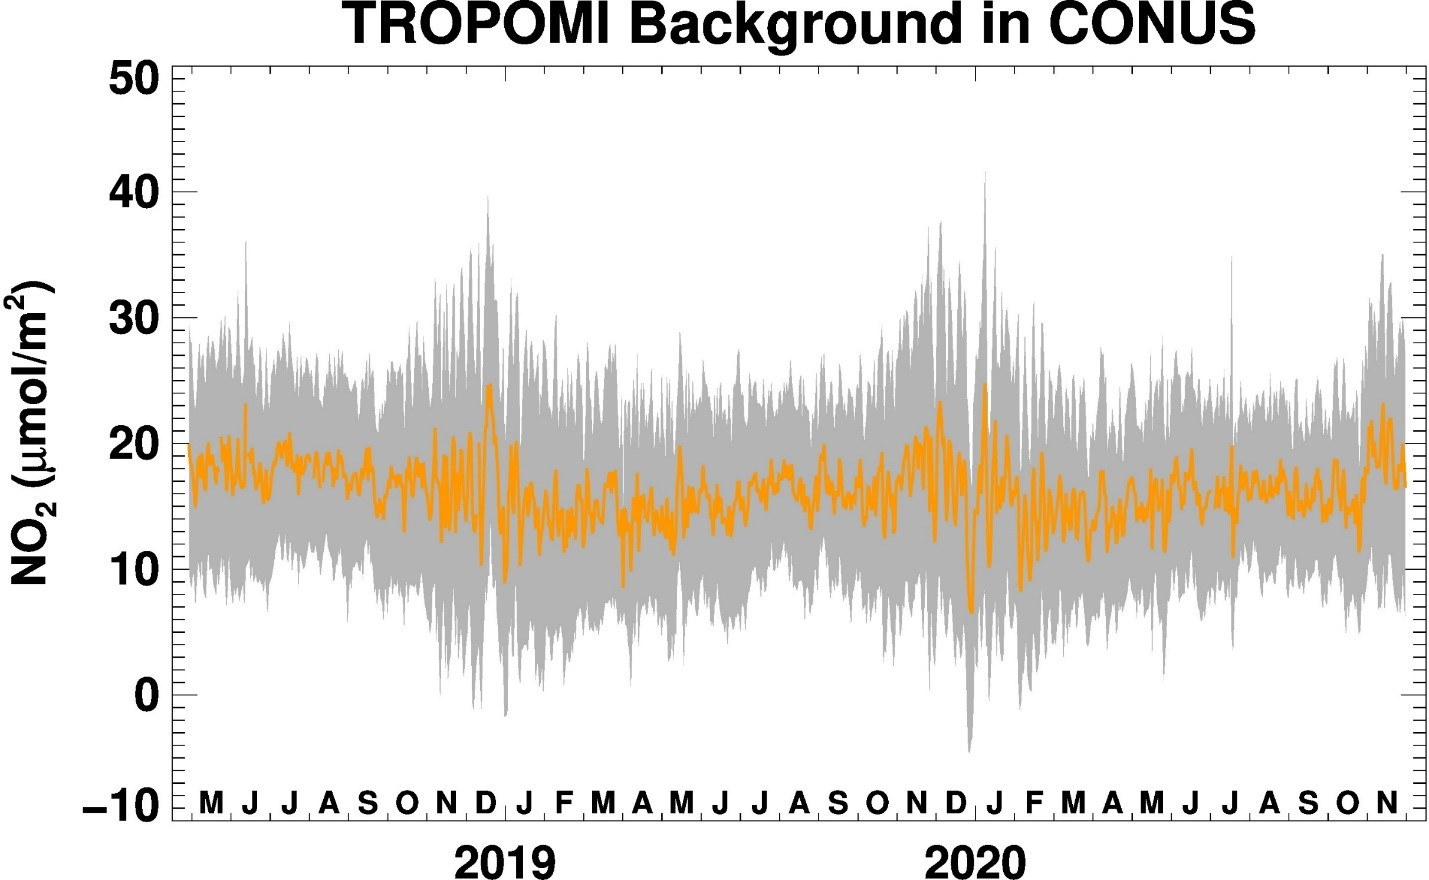 TROPOMI Background in CONUS
50
40
30
20
10
0
−10
NO₂ (μmol/m²)
M J J A S O N D J F M A M J J A S O N D J F M A M J J A S O N
2019 2020